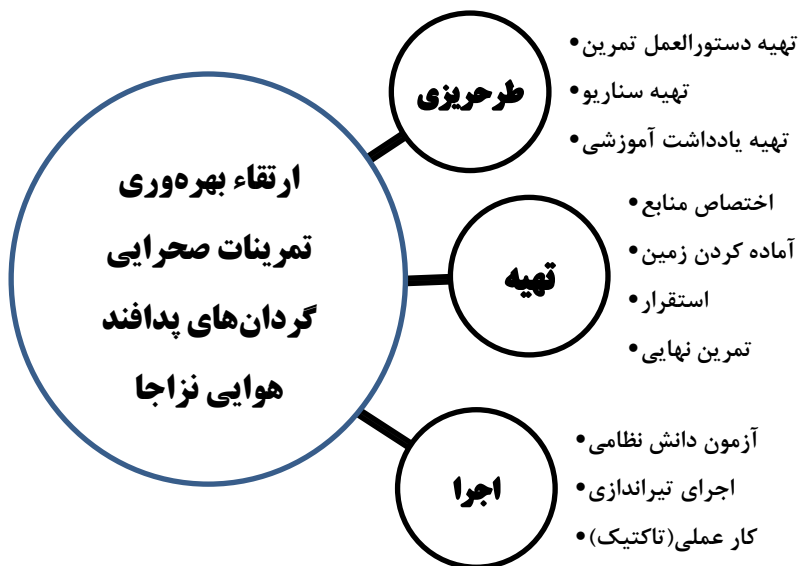 ارتقاء بهره‌وری
تمرینات صحرایی
گردان‌های پدافند
هوایی نزاجا
طرحریزی
تهیه دستورالعمل تمرین•
تهیه سناریو•
تهیه یادداشت آموزشی•
تهیه
اختصاص منابع•
آماده کردن زمین•
استقرار•
تمرین نهایی•
اجرا
آزمون دانش نظامی•
اجرای تیراندازی•
کار عملی(تاکتیک)•